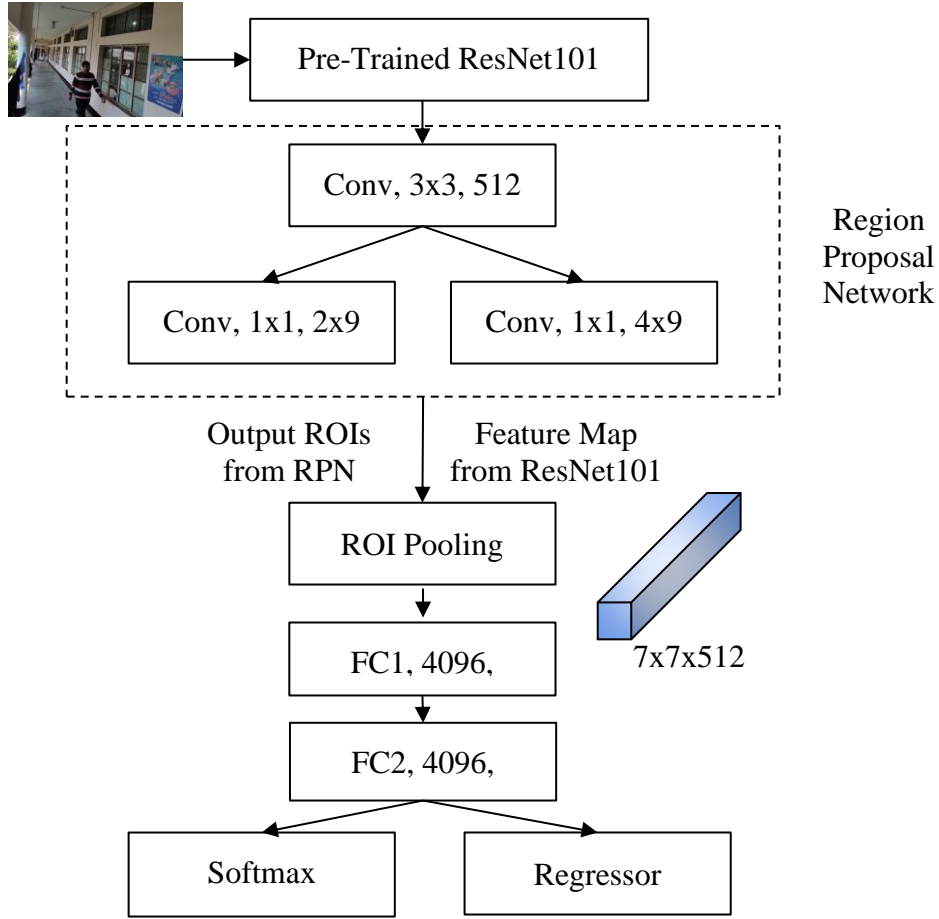 Pre-Trained ResNet101
Conv, 3x3, 512
Region
Proposal
Network
Conv, 1x1, 2x9
Conv, 1x1, 4x9
Output ROIs
from RPN
Feature Map
from ResNet101
ROI Pooling
7x7x512
FC1, 4096,
FC2, 4096,
Softmax
Regressor